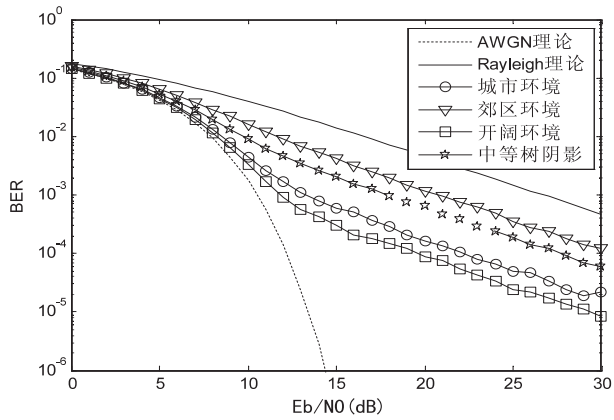 10^0
10^-1
10^-2
10^-3
10^-4
10^-5
10^-6
BER
AWGN理论
Rayleigh理论
城市环境
郊区环境
开阔环境
中等树阴影
0 5 10 15 20 25 30
Eb/N0(dB)